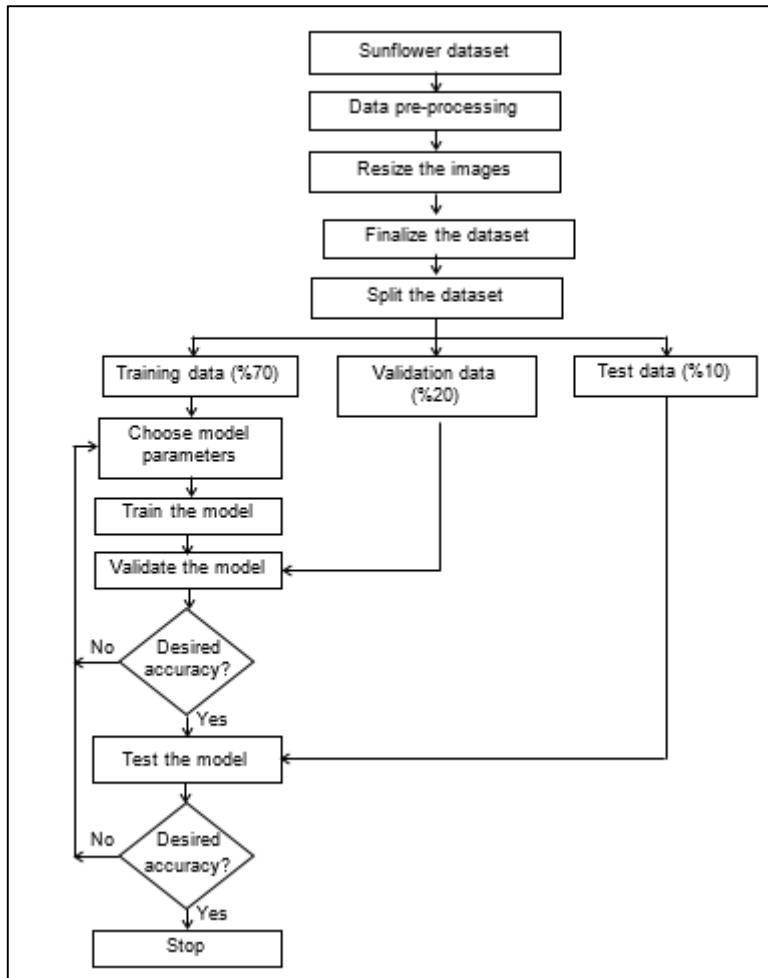 Sunflower dataset
Data pre-processing
Resize the images
Finalize the dataset
Split the dataset
Training data (%70)
Validation data
(%20)
Test data (%10)
Choose model
parameters
Train the model
Validate the model
No
Desired
accuracy?
Yes
Test the model
No
Desired
accuracy?
Yes
Stop